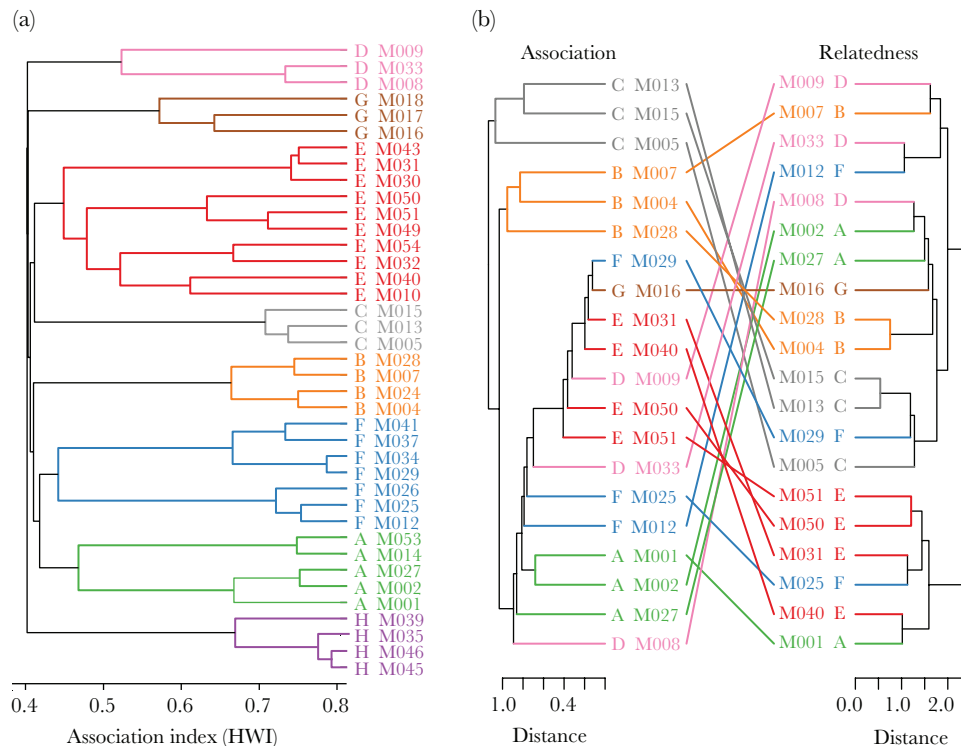 (a)
D M009
D M033
D M008
G M018
G M017
G M016
E M043
E M031
E M030
E M050
E M051
E M049
E M054
E M032
E M040
E M010
C M015
C M013
C M005
B M028
B M007
B M024
B M004
F M041
F M037
F M034
F M029
F M026
F M025
F M012
A M053
A M014
A M027
A M002
A M001
H M039
H M035
H M046
H M045
0.4 0.5 0.6 0.7 0.8
Association index (HWI)
(b)
Association
C M013
C M015
C M005
B M007
B M004
B M028
F M029
G M016
E M031
E M040
D M009
E M050
E M051
D M033
F M025
F M012
A M001
A M002
A M027
D M008
1.0 0.4
Distance
Relatedness
M009 D
M007 B
M033 D
M012 F
M008 D
M002 A
M027 A
M016 G
M028 B
M004 B
M015 C
M013 C
M029 F
M005 C
M051 E
M050 E
M031 E
M025 F
M040 E
M001 A
0.0 1.0 2.0
Distance